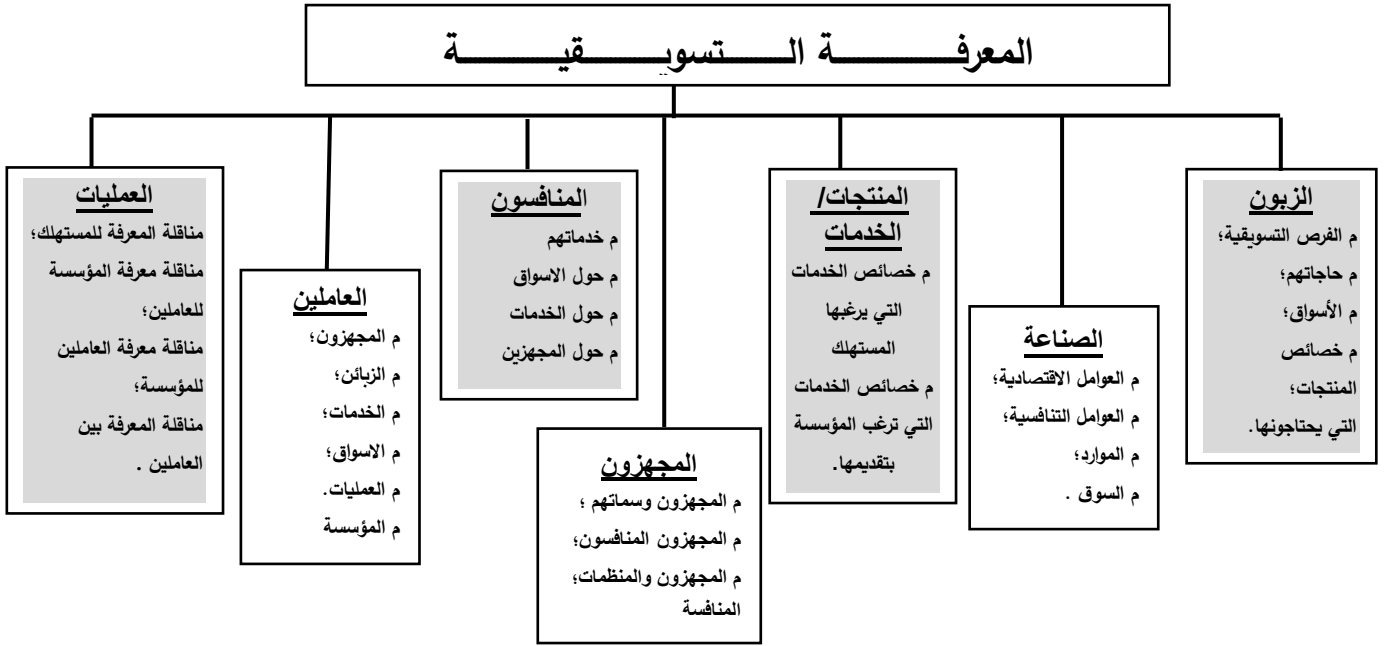 المعرفة التسويقية
الزبون
م الفرص التسويقية؛
م حاجاتهم؛
م الأسواق؛
م خصائص
المنتجات؛
التي يحتاجونها.
الصناعة
م العوامل الاقتصادية؛
م العوامل التنافسية؛
م الموارد؛
م السوق .
المنتجات/
الخدمات
م خصائص الخدمات
التي يرغبها
المستهلك
م خصائص الخدمات
التي ترغب المؤسسة
بتقديمها.
المجهزون
م المجهزون وسماتهم ؛
م المجهزون المنافسون؛
م المجهزون والمنظمات؛
المنافسة
المنافسون
م خدماتهم
م حول الاسواق
م حول الخدمات
م حول المجهزين
العاملين
م المجهزون؛
م الزبائن؛
م الخدمات؛
م الاسواق؛
م العمليات.
م المؤسسة
العمليات
مناقلة المعرفة للمستهلك؛
مناقلة معرفة المؤسسة
للعاملين؛
مناقلة معرفة العاملين
للمؤسسة؛
مناقلة المعرفة بين
العاملين .